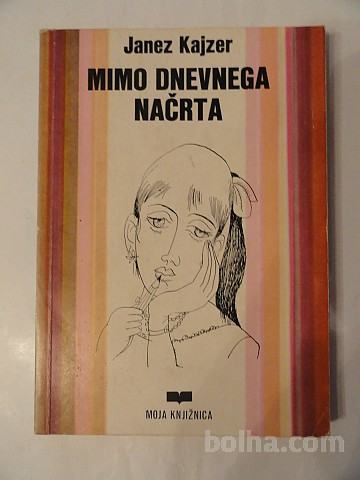 Janez Kajzer
MIMO DNEVNEGA
NAČRTA
MOJA KNJIŽNICA
bolha.com